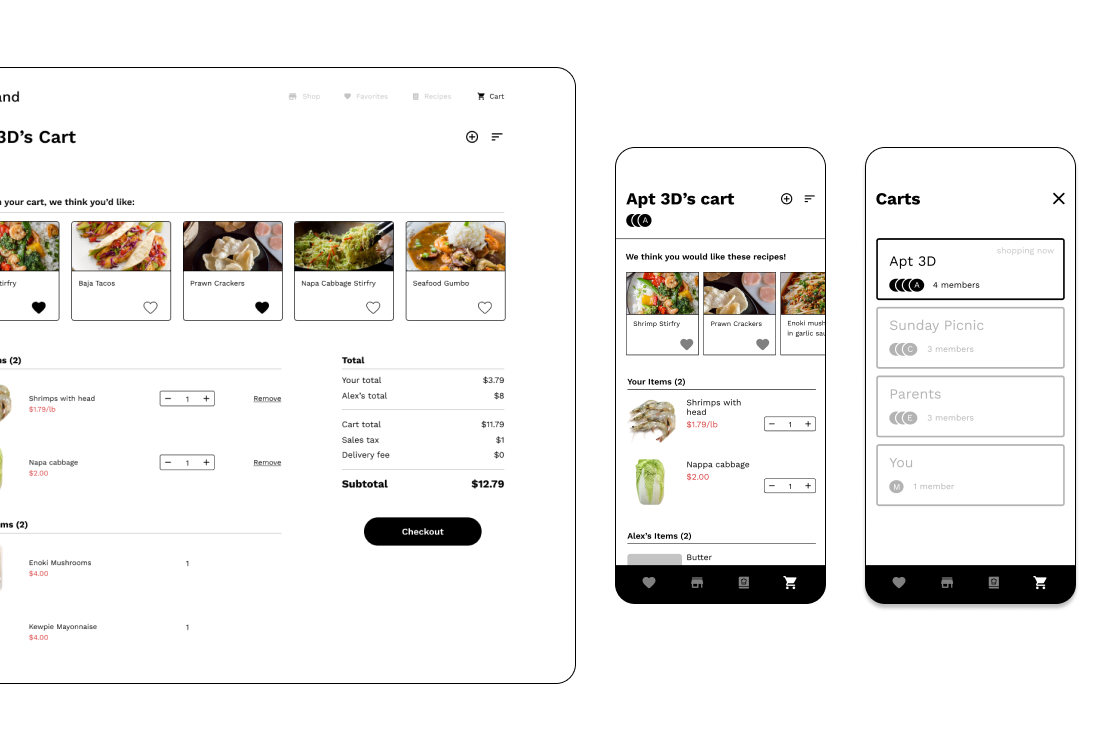 and
Shop Favorites Recipes Cart
3D's Cart
your cart, we think you'd like:
tirfry
Baja Tacos
Prawn Crackers
Napa Cabbage Stirfry
Seafood Gumbo
ms (2)
Shrimps with head
$1.79/lb
1
Remove
Napa cabbage
$2.00
1
Remove
ms (2)
Enoki Mushrooms
$4.00
1
Kewpie Mayonnaise
$4.00
1
Total
Your total $3.79
Alex's total $8
Cart total $11.79
Sales tax $1
Delivery fee $0
Subtotal $12.79
Checkout
Apt 3D's cart
A
We think you would like these recipes!
Shrimp Stirfry
Prawn Crackers
Enoki mush
in garlic sau
Your Items (2)
Shrimps with
head
$1.79/lb
1
Nappa cabbage
$2.00
1
Alex's Items (2)
Butter
Carts
shopping now
Apt 3D
A 4 members
Sunday Picnic
C 3 members
Parents
E 3 members
You
M 1 member